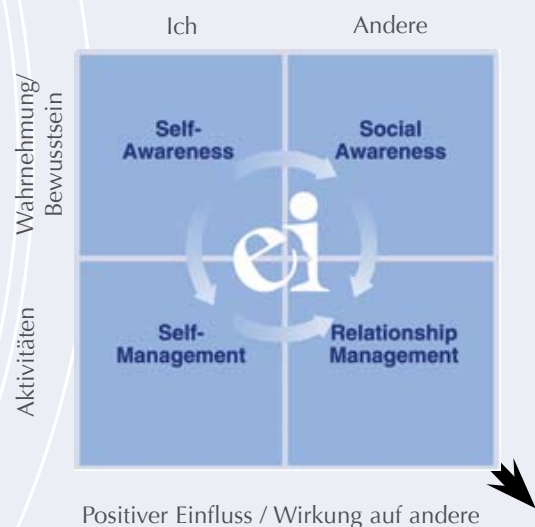 Ich
Andere
Wahrnehmung/
Bewusstsein
Self-
Awareness
Social
Awareness
ei
Aktivitäten
Self-
Management
Relationship
Management
Positiver Einfluss / Wirkung auf andere